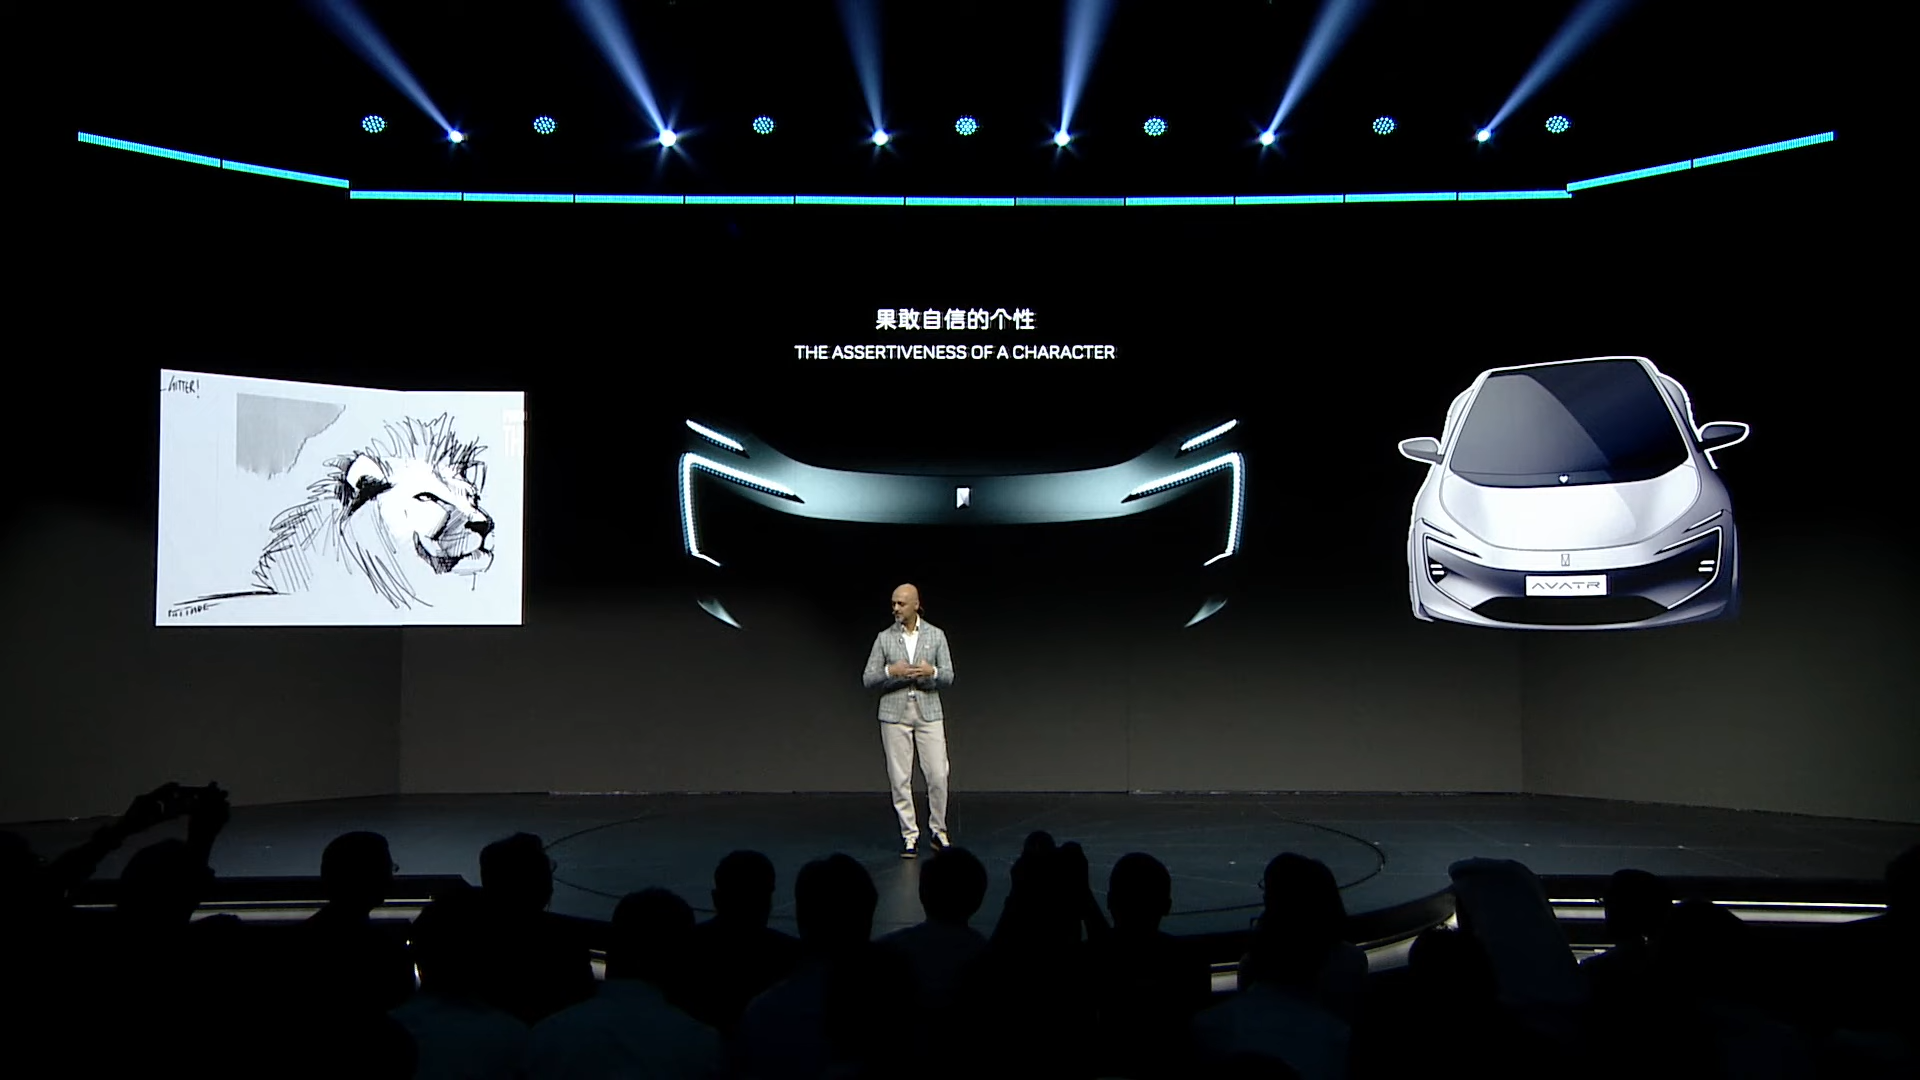 果敢自信的个性
THE ASSERTIVENESS OF A CHARACTER
AVATR